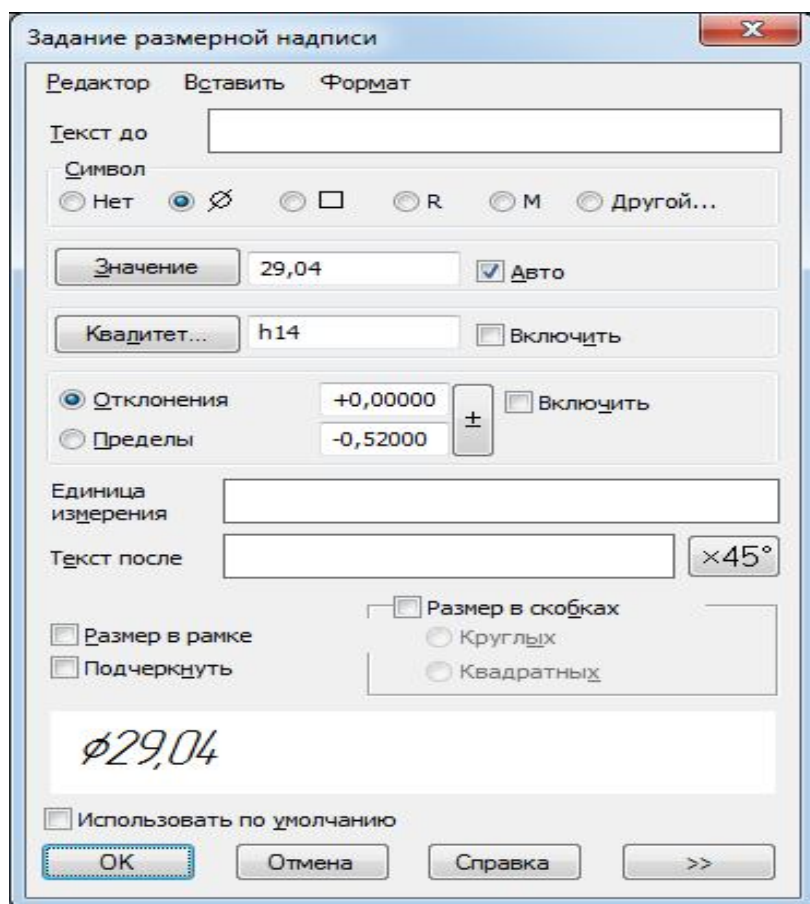 Задание размерной надписи
Редактор Вставить Формат
Текст до
Символ
Нет ⌀ □ R М Другой...
Значение 29,04 Авто
Квалитет... h14 Включить
Отклонения +0,00000 ± Включить
Пределы -0,52000
Единица
измерения
Текст после ×45°
Размер в скобках
Размер в рамке Круглых
Подчеркнуть Квадратных
⌀29,04
Использовать по умолчанию
OK Отмена Справка >>